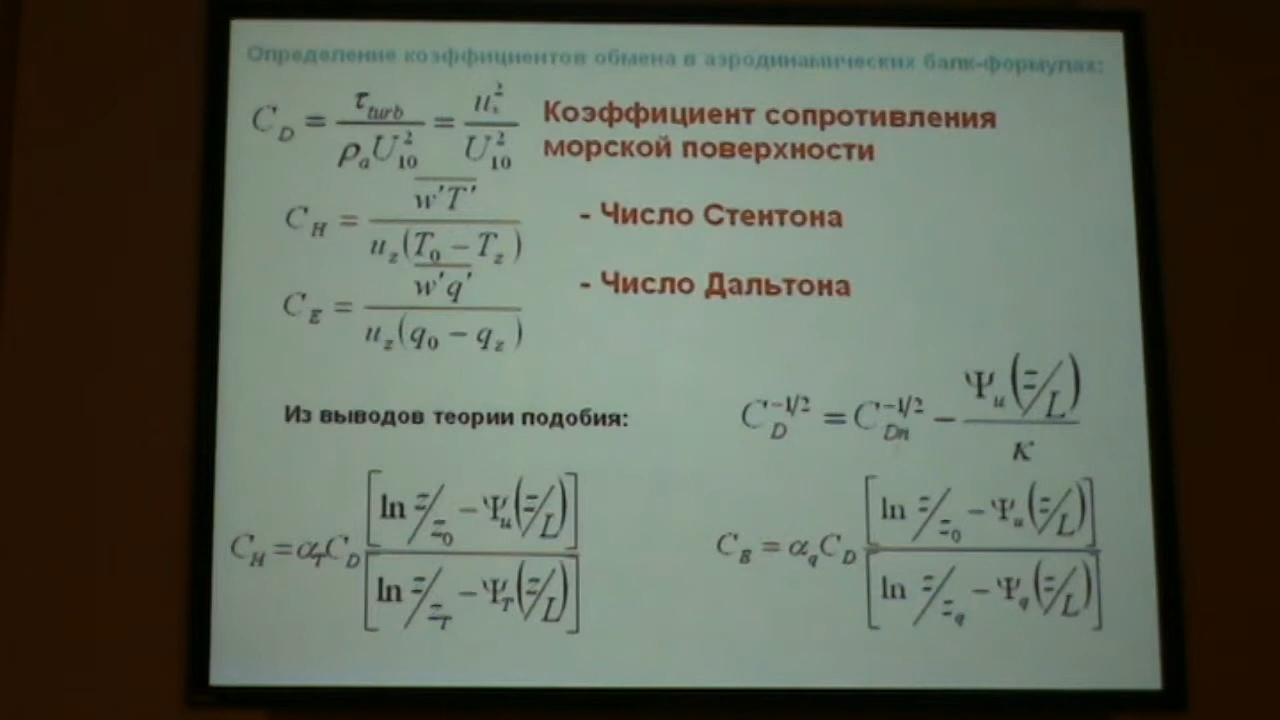 Определение коэффициентов обмена в аэродинамических балк-формулах:
C_D = τ_turb / (ρ_a U_10^2) = u_*^2 / U_10^2
Коэффициент сопротивления
морской поверхности
C_H = \overline{w'T'} / (u_z (T_0 − T_z))
- Число Стентона
C_E = \overline{w'q'} / (u_z (q_0 − q_z))
- Число Дальтона
Из выводов теории подобия:
C_D^{-1/2} = C_{Dn}^{-1/2} − Ψ_u(z/L) / κ
C_H = α_T C_D [ln z/z_0 − Ψ_u(z/L)] / [ln z/z_T − Ψ_T(z/L)]
C_E = α_q C_D [ln z/z_0 − Ψ_u(z/L)] / [ln z/z_q − Ψ_q(z/L)]